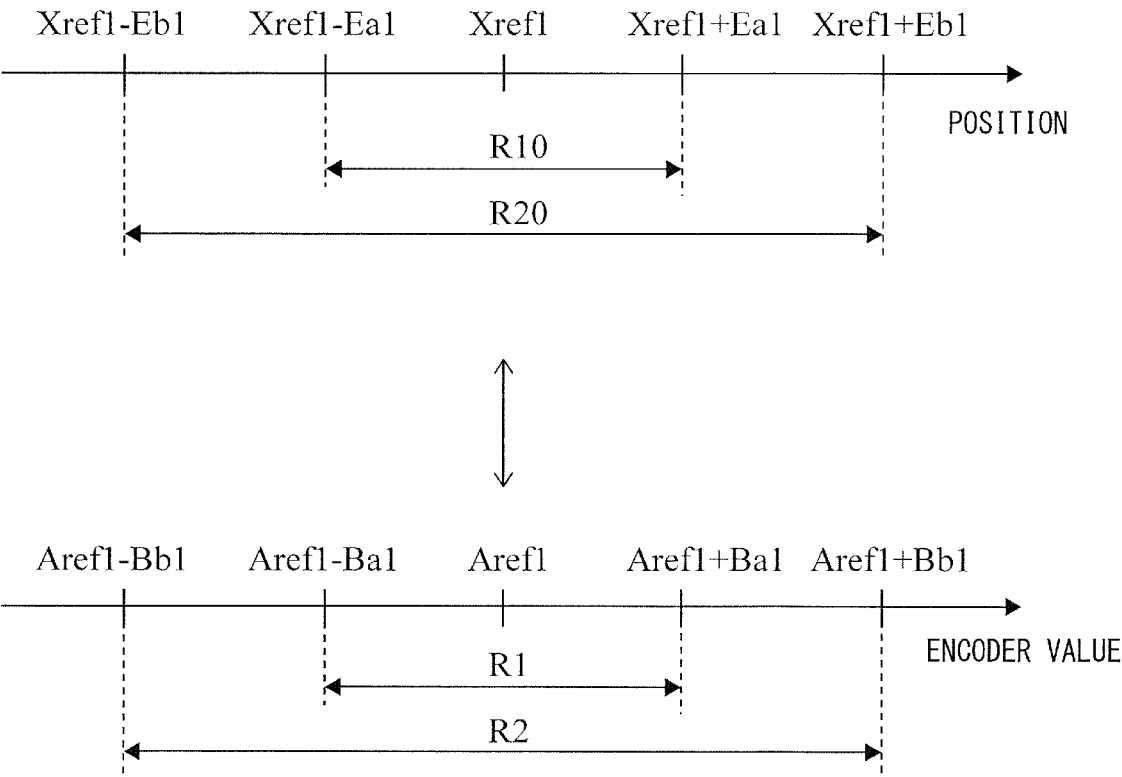 Xref1-Eb1 Xref1-Ea1 Xref1 Xref1+Ea1 Xref1+Eb1
POSITION
R10
R20
Aref1-Bb1 Aref1-Ba1 Aref1 Aref1+Ba1 Aref1+Bb1
ENCODER VALUE
R1
R2